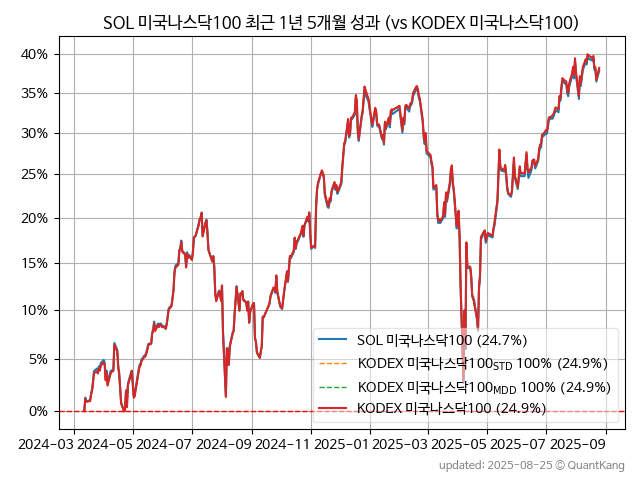 SOL 미국나스닥100 최근 1년 5개월 성과 (vs KODEX 미국나스닥100)
40%
35%
30%
25%
20%
15%
10%
5%
0%
SOL 미국나스닥100 (24.7%)
KODEX 미국나스닥100STD 100% (24.9%)
KODEX 미국나스닥100MDD 100% (24.9%)
KODEX 미국나스닥100 (24.9%)
2024-03 2024-05 2024-07 2024-09 2024-11 2025-01 2025-03 2025-05 2025-07 2025-09
updated: 2025-08-25 ⓒ QuantKang